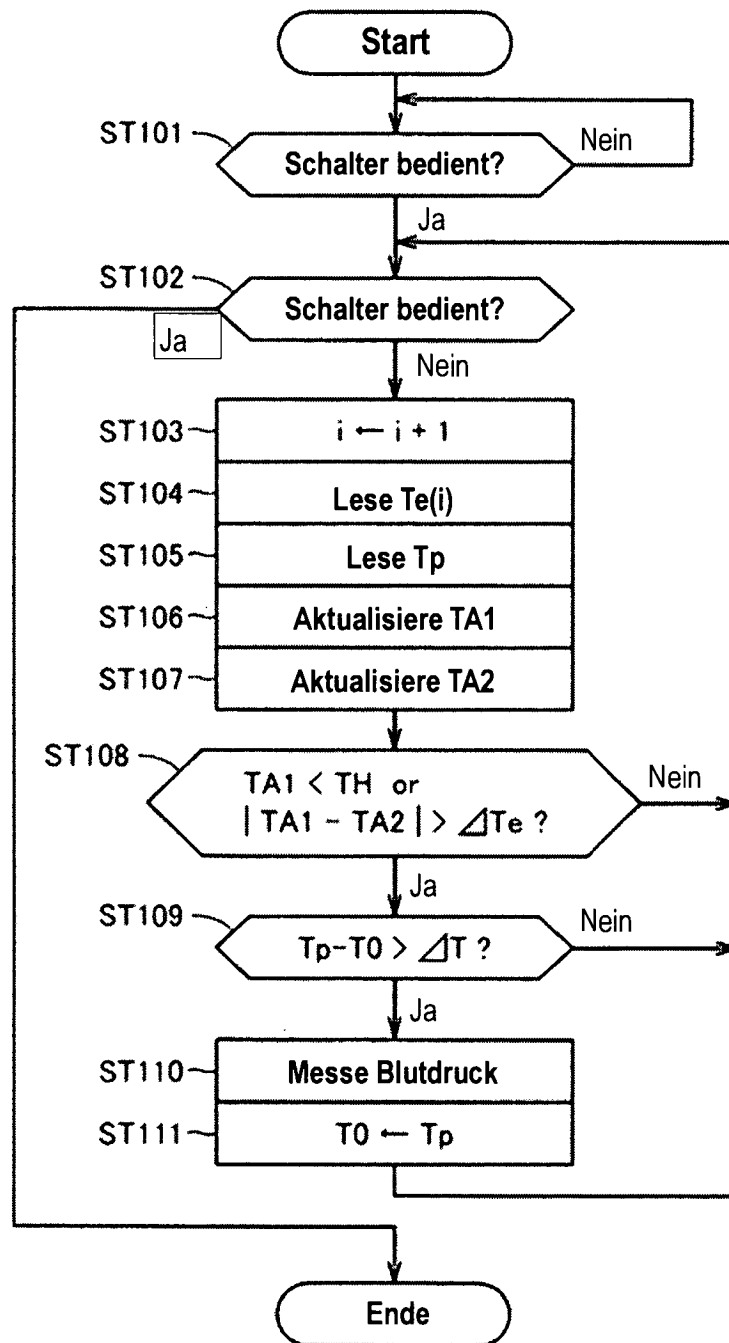 Start
ST101
Schalter bedient?
Nein
Ja
ST102
Schalter bedient?
Ja
Nein
ST103
i ← i + 1
ST104
Lese Te(i)
ST105
Lese Tp
ST106
Aktualisiere TA1
ST107
Aktualisiere TA2
ST108
TA1 < TH or
| TA1 - TA2 | > ⊿Te ?
Nein
Ja
ST109
Tp-T0 > ⊿T ?
Nein
Ja
ST110
Messe Blutdruck
ST111
T0 ← Tp
Ende